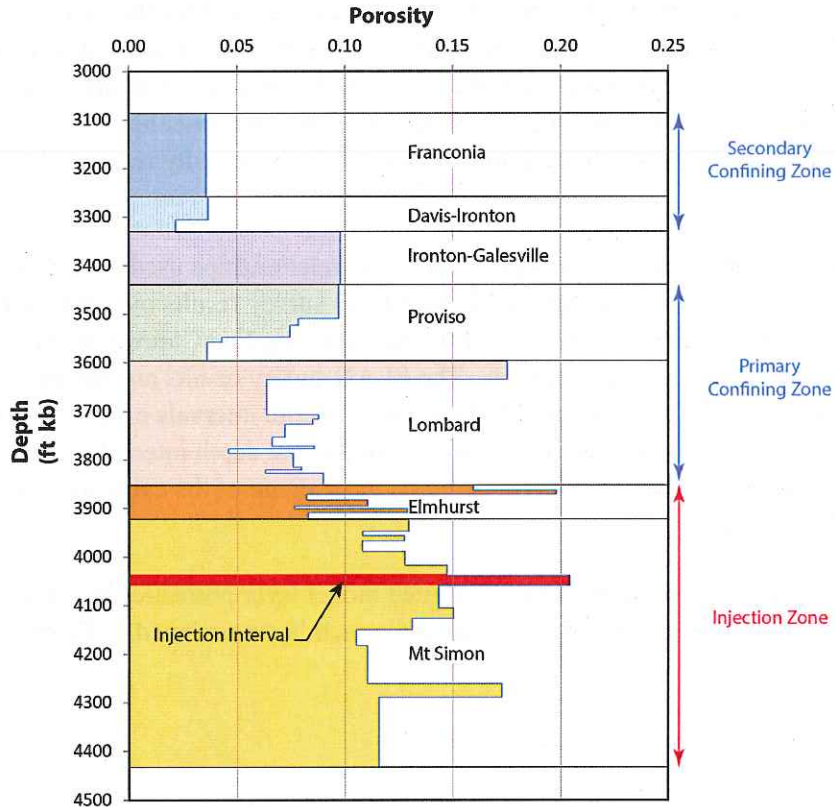 Porosity
0.00 0.05 0.10 0.15 0.20 0.25
Depth
(ft kb)
3000
3100
3200
3300
3400
3500
3600
3700
3800
3900
4000
4100
4200
4300
4400
4500
Franconia
Davis-Ironton
Ironton-Galesville
Proviso
Lombard
Elmhurst
Injection Interval
Mt Simon
Secondary
Confining Zone
Primary
Confining Zone
Injection Zone